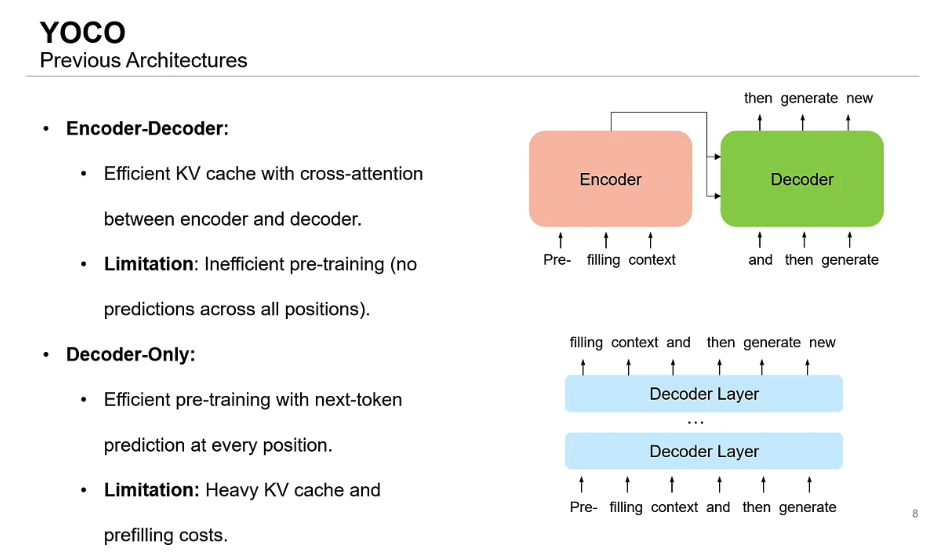 YOCO
Previous Architectures
• Encoder-Decoder:
• Efficient KV cache with cross-attention
between encoder and decoder.
• Limitation: Inefficient pre-training (no
predictions across all positions).
• Decoder-Only:
• Efficient pre-training with next-token
prediction at every position.
• Limitation: Heavy KV cache and
prefilling costs.
then generate new
Encoder
Decoder
Pre- filling context
and then generate
filling context and then generate new
Decoder Layer
...
Decoder Layer
Pre- filling context and then generate
8